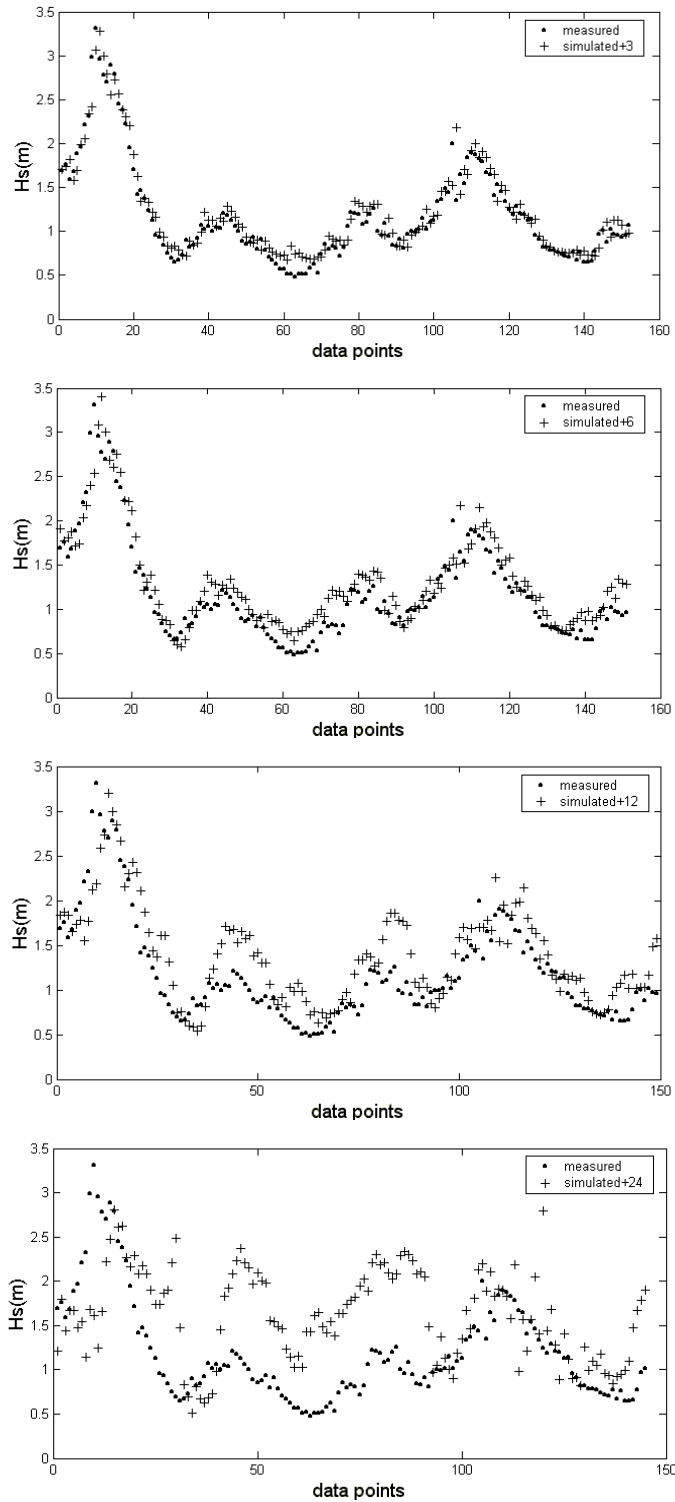 3.5
3
2.5
2
1.5
1
0.5
0
Hs(m)
measured
simulated+3
0 20 40 60 80 100 120 140 160
data points
3.5
3
2.5
2
1.5
1
0.5
0
Hs(m)
measured
simulated+6
0 20 40 60 80 100 120 140 160
data points
3.5
3
2.5
2
1.5
1
0.5
0
Hs(m)
measured
simulated+12
0 50 100 150
data points
3.5
3
2.5
2
1.5
1
0.5
0
Hs(m)
measured
simulated+24
0 50 100 150
data points